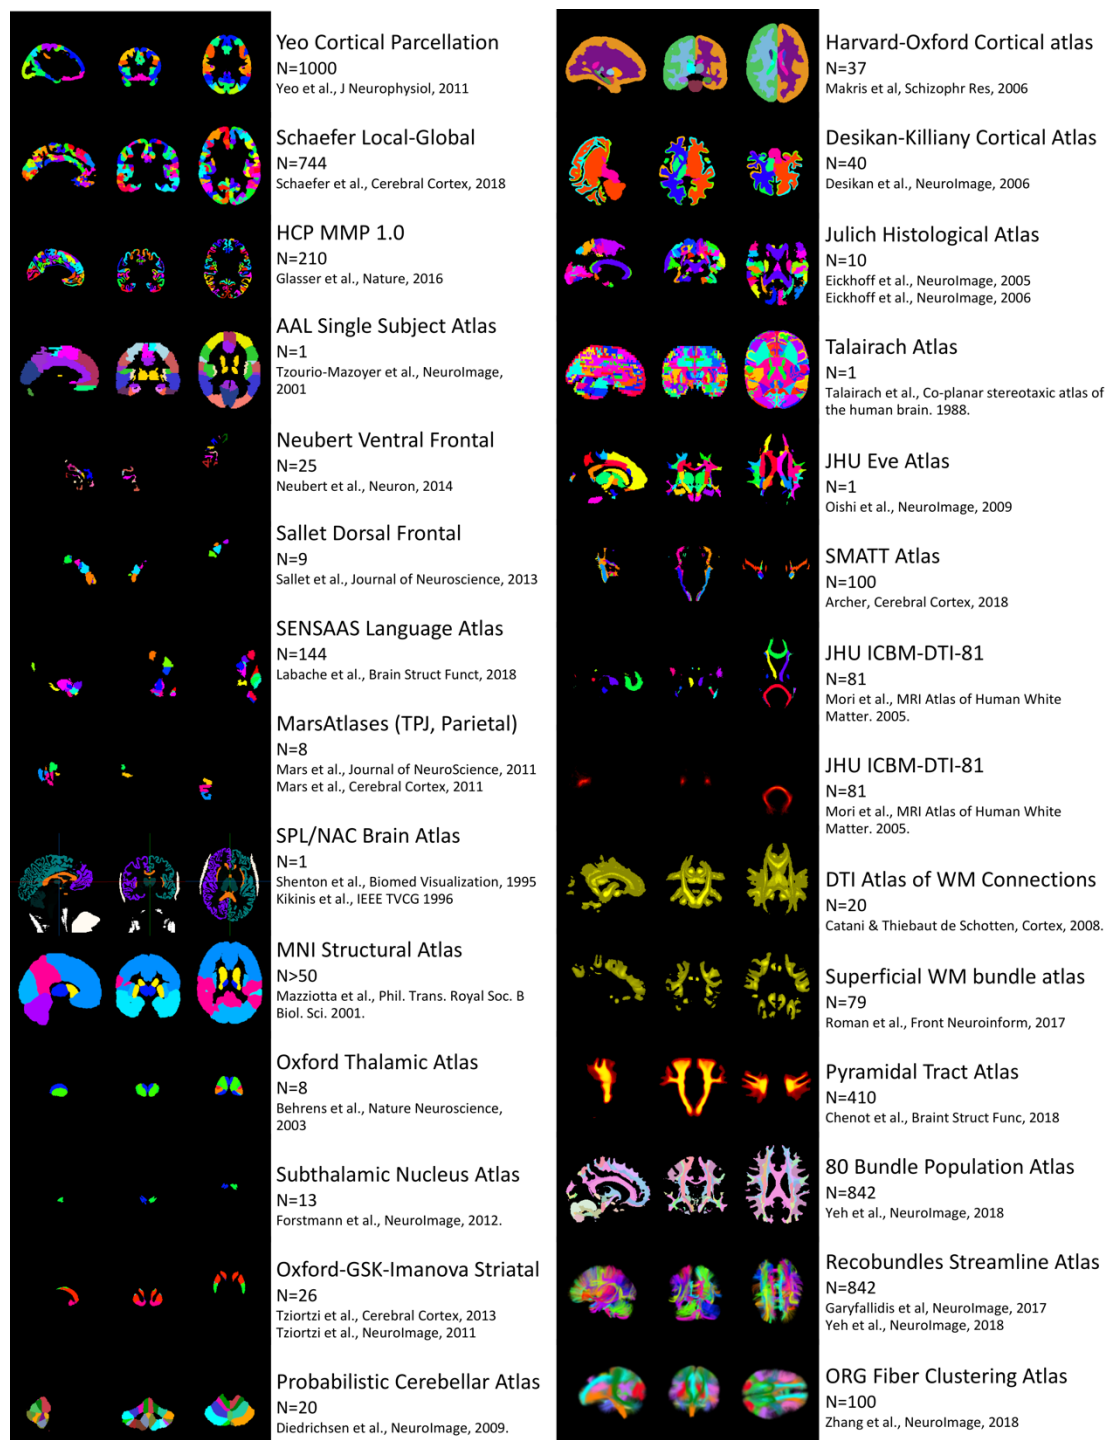 Yeo Cortical Parcellation
N=1000
Yeo et al., J Neurophysiol, 2011
Schaefer Local-Global
N=744
Schaefer et al., Cerebral Cortex, 2018
HCP MMP 1.0
N=210
Glasser et al., Nature, 2016
AAL Single Subject Atlas
N=1
Tzourio-Mazoyer et al., NeuroImage,
2001
Neubert Ventral Frontal
N=25
Neubert et al., Neuron, 2014
Sallet Dorsal Frontal
N=9
Sallet et al., Journal of Neuroscience, 2013
SENSAAS Language Atlas
N=144
Labache et al., Brain Struct Funct, 2018
MarsAtlases (TPJ, Parietal)
N=8
Mars et al., Journal of NeuroScience, 2011
Mars et al., Cerebral Cortex, 2011
SPL/NAC Brain Atlas
N=1
Shenton et al., Biomed Visualization, 1995
Kikinis et al., IEEE TVCG 1996
MNI Structural Atlas
N>50
Mazziotta et al., Phil. Trans. Royal Soc. B
Biol. Sci. 2001.
Oxford Thalamic Atlas
N=8
Behrens et al., Nature Neuroscience,
2003
Subthalamic Nucleus Atlas
N=13
Forstmann et al., NeuroImage, 2012.
Oxford-GSK-Imanova Striatal
N=26
Tziortzi et al., Cerebral Cortex, 2013
Tziortzi et al., NeuroImage, 2011
Probabilistic Cerebellar Atlas
N=20
Diedrichsen et al., NeuroImage, 2009.
Harvard-Oxford Cortical atlas
N=37
Makris et al, Schizophr Res, 2006
Desikan-Killiany Cortical Atlas
N=40
Desikan et al., NeuroImage, 2006
Julich Histological Atlas
N=10
Eickhoff et al., NeuroImage, 2005
Eickhoff et al., NeuroImage, 2006
Talairach Atlas
N=1
Talairach et al., Co-planar stereotaxic atlas of
the human brain. 1988.
JHU Eve Atlas
N=1
Oishi et al., NeuroImage, 2009
SMATT Atlas
N=100
Archer, Cerebral Cortex, 2018
JHU ICBM-DTI-81
N=81
Mori et al., MRI Atlas of Human White
Matter. 2005.
JHU ICBM-DTI-81
N=81
Mori et al., MRI Atlas of Human White
Matter. 2005.
DTI Atlas of WM Connections
N=20
Catani & Thiebaut de Schotten, Cortex, 2008.
Superficial WM bundle atlas
N=79
Roman et al., Front Neuroinform, 2017
Pyramidal Tract Atlas
N=410
Chenot et al., Braint Struct Func, 2018
80 Bundle Population Atlas
N=842
Yeh et al., NeuroImage, 2018
Recobundles Streamline Atlas
N=842
Garyfallidis et al, NeuroImage, 2017
Yeh et al., NeuroImage, 2018
ORG Fiber Clustering Atlas
N=100
Zhang et al., NeuroImage, 2018